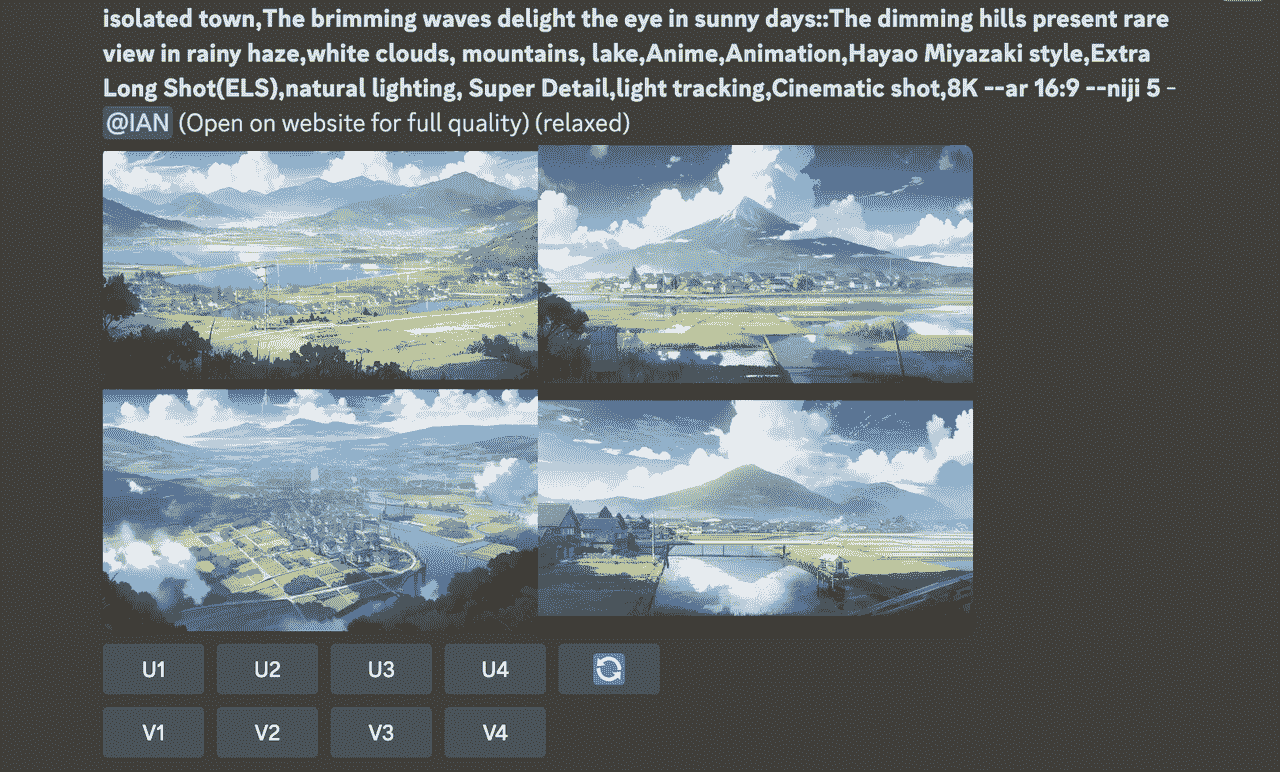 isolated town,The brimming waves delight the eye in sunny days::The dimming hills present rare
view in rainy haze,white clouds, mountains, lake,Anime,Animation,Hayao Miyazaki style,Extra
Long Shot(ELS),natural lighting, Super Detail,light tracking,Cinematic shot,8K --ar 16:9 --niji 5 -
@IAN (Open on website for full quality) (relaxed)
U1 U2 U3 U4
V1 V2 V3 V4